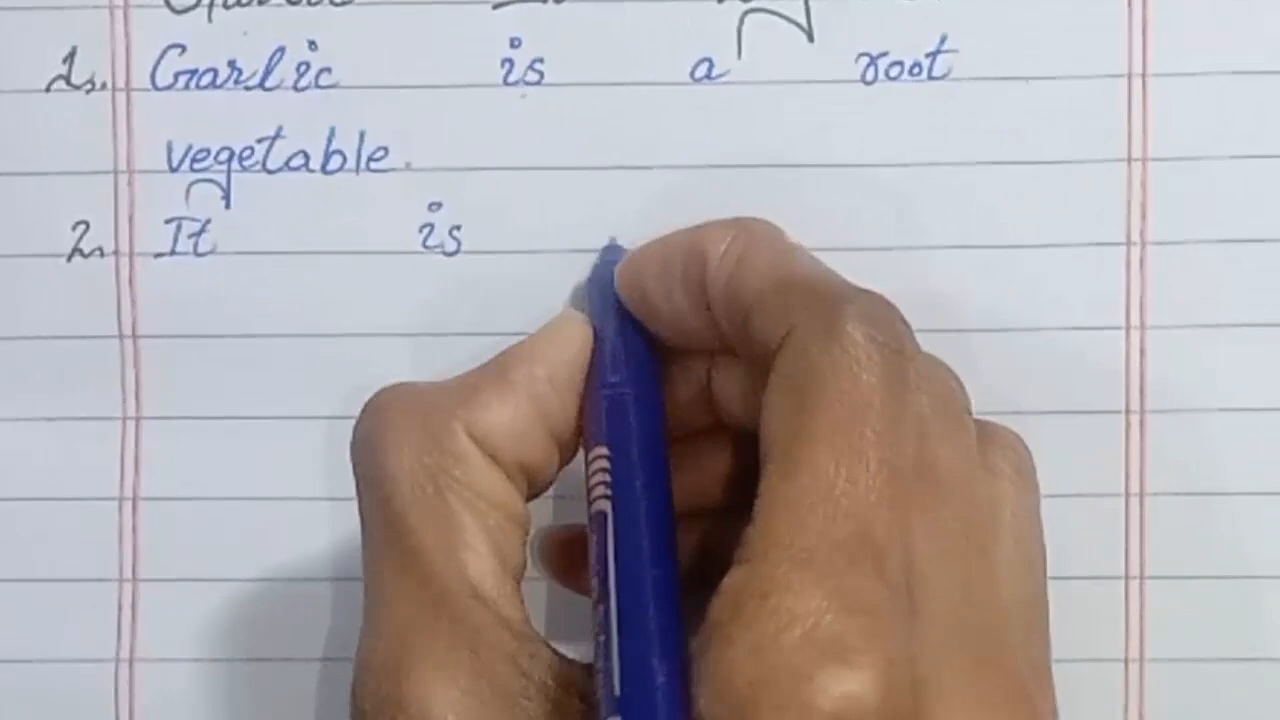 1. Garlic is a root
vegetable.
2. It is